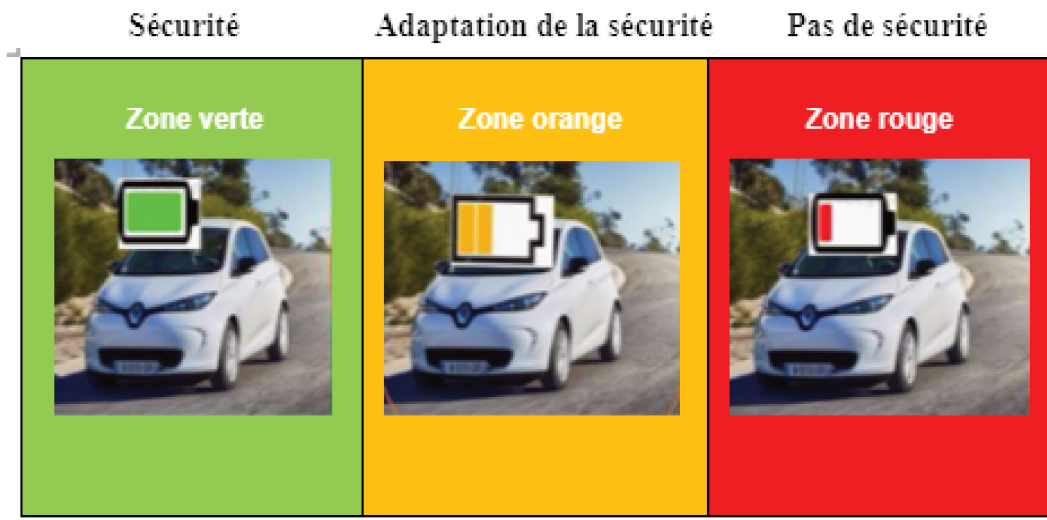 Sécurité
Adaptation de la sécurité
Pas de sécurité
Zone verte
Zone orange
Zone rouge